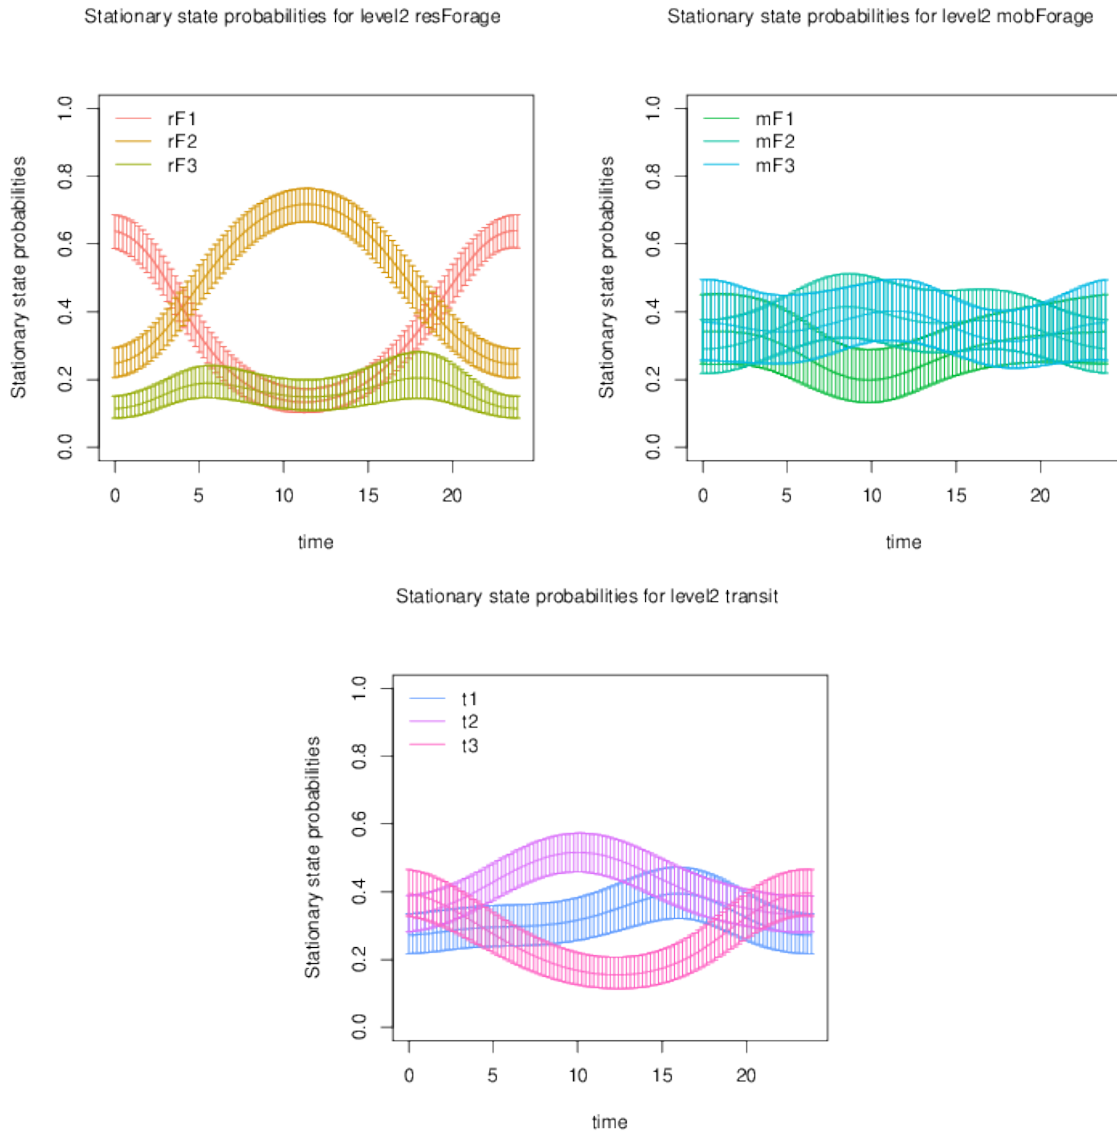 Stationary state probabilities for level2 resForage
Stationary state probabilities
0.0 0.2 0.4 0.6 0.8 1.0
rF1
rF2
rF3
0 5 10 15 20
time
Stationary state probabilities for level2 mobForage
Stationary state probabilities
0.0 0.2 0.4 0.6 0.8 1.0
mF1
mF2
mF3
0 5 10 15 20
time
Stationary state probabilities for level2 transit
Stationary state probabilities
0.0 0.2 0.4 0.6 0.8 1.0
t1
t2
t3
0 5 10 15 20
time